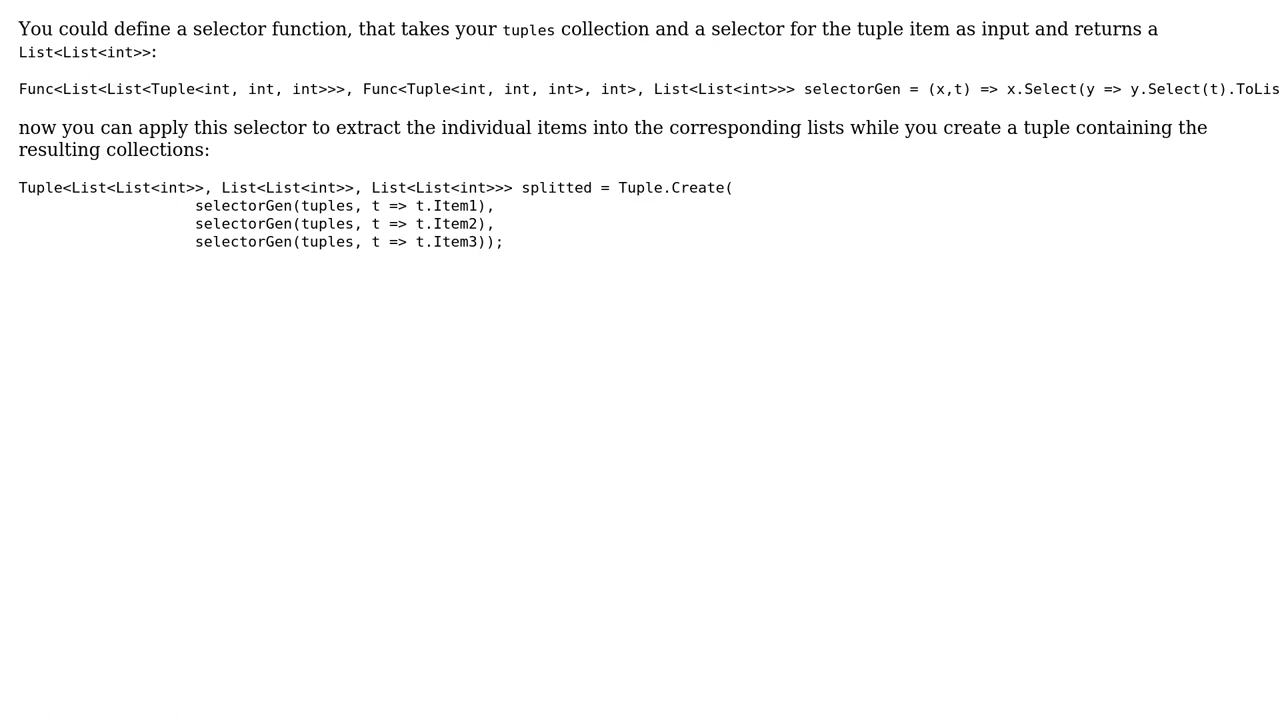 You could define a selector function, that takes your tuples collection and a selector for the tuple item as input and returns a
List<List<int>>:
Func<List<List<Tuple<int, int, int>>>, Func<Tuple<int, int, int>, int>, List<List<int>>> selectorGen = (x,t) => x.Select(y => y.Select(t).ToLis
now you can apply this selector to extract the individual items into the corresponding lists while you create a tuple containing the
resulting collections:
Tuple<List<List<int>>, List<List<int>>, List<List<int>>> splitted = Tuple.Create(
selectorGen(tuples, t => t.Item1),
selectorGen(tuples, t => t.Item2),
selectorGen(tuples, t => t.Item3));